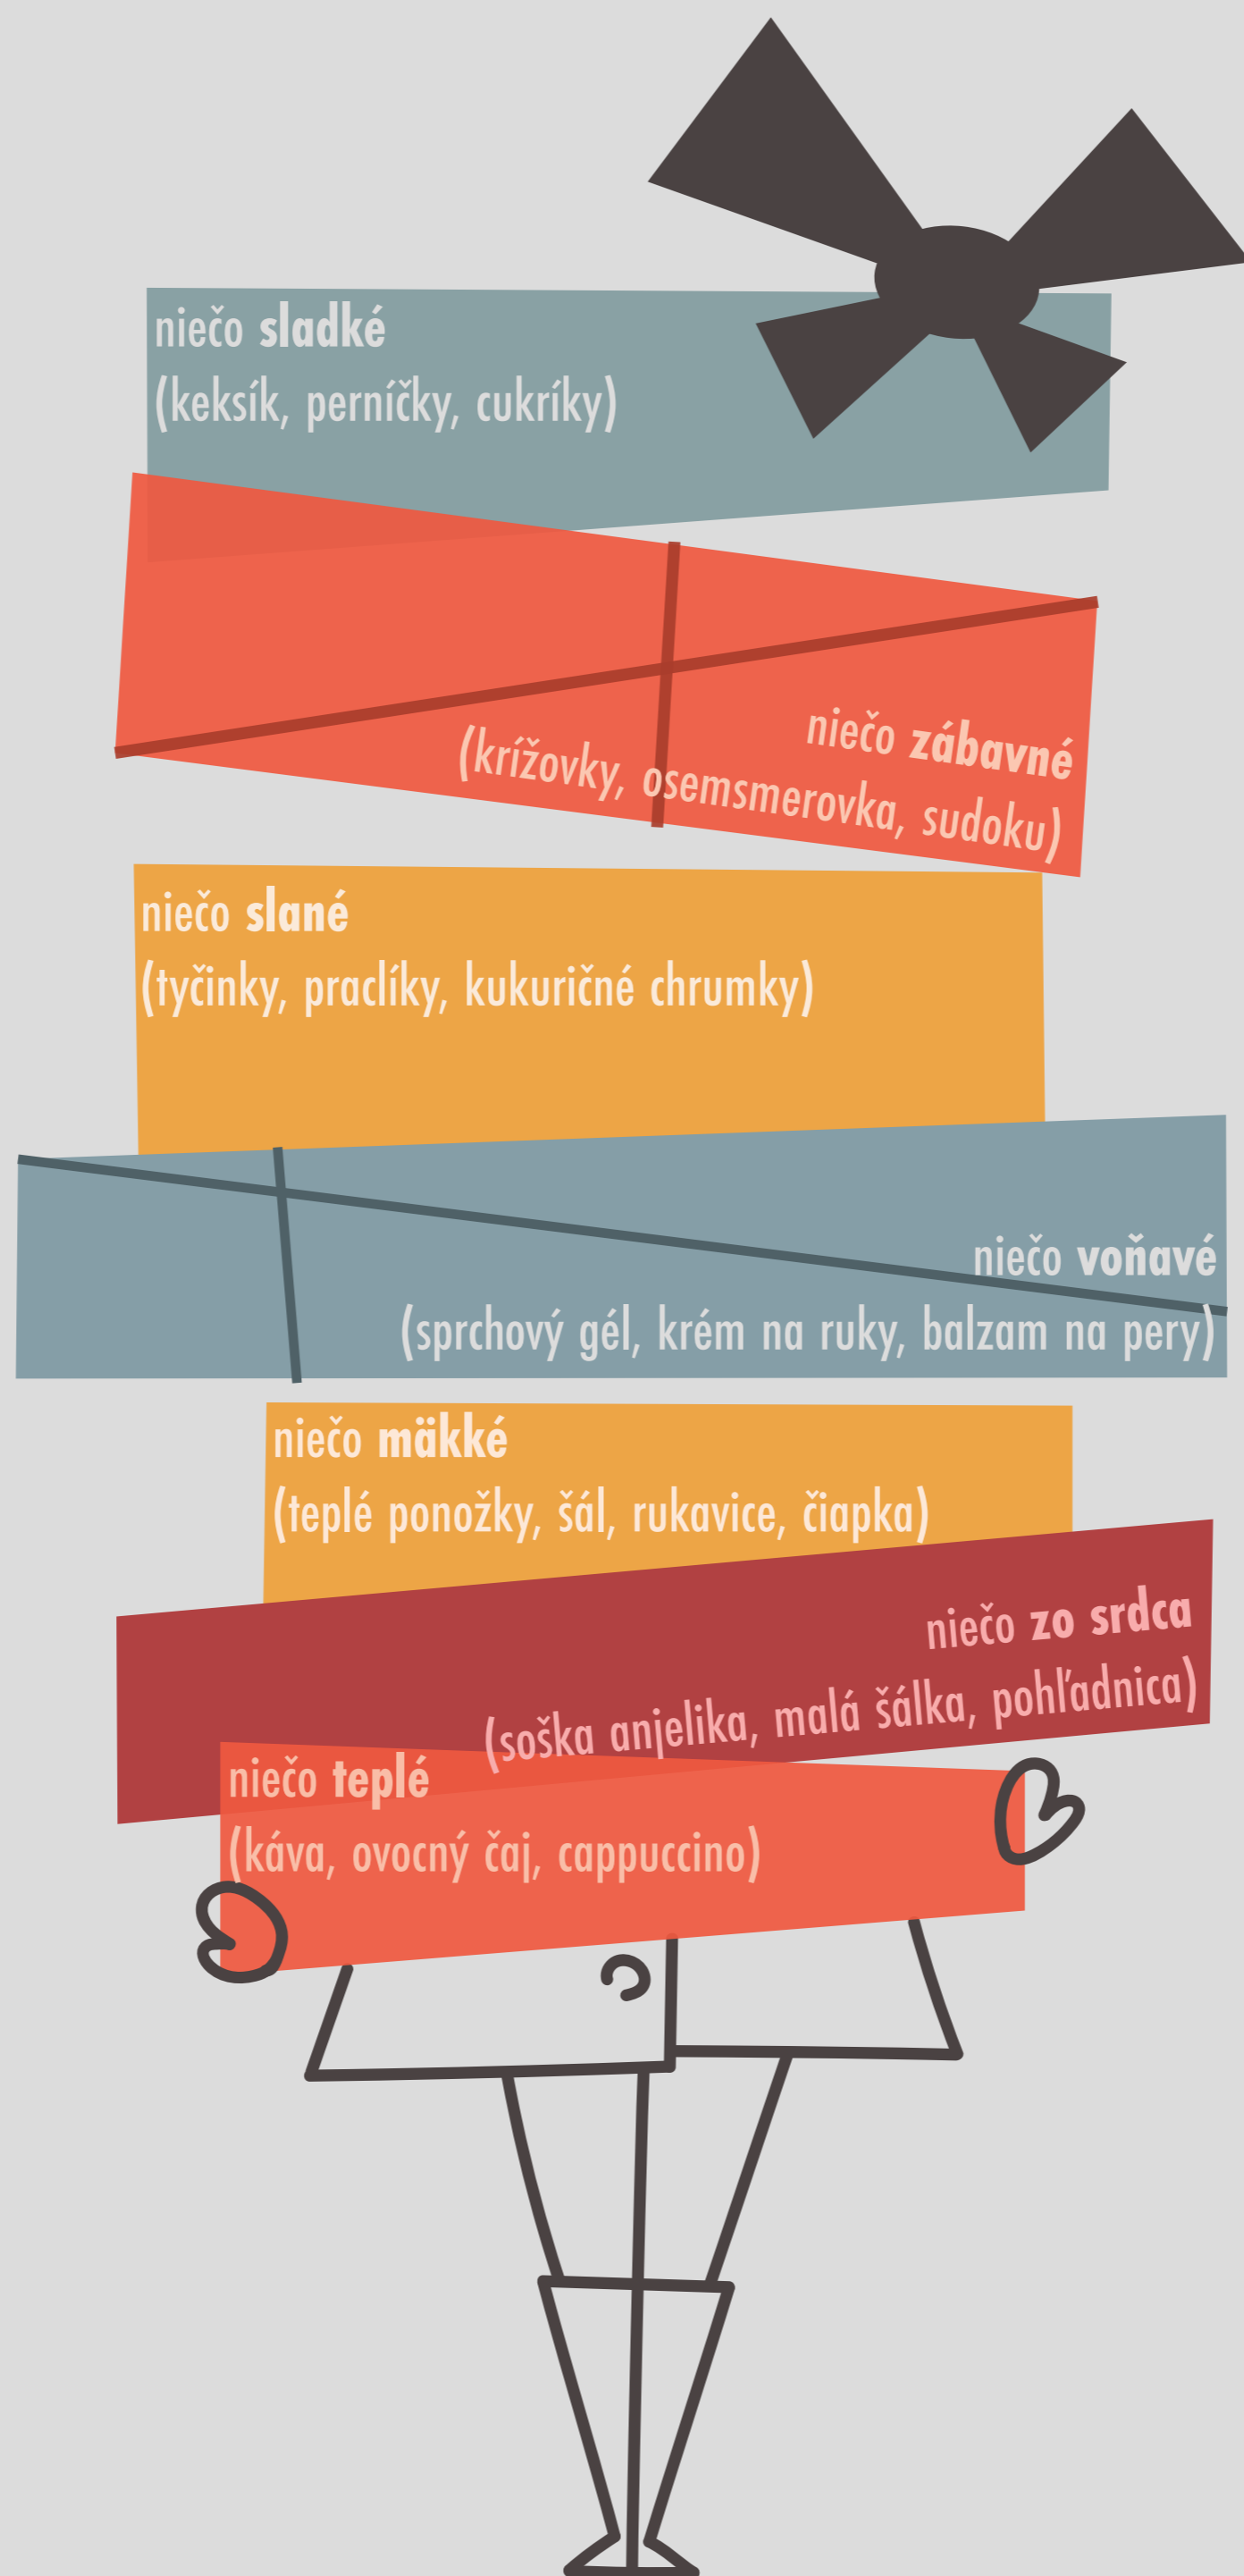 niečo sladké
(keksík, perníčky, cukríky)
niečo zábavné
(krížovky, osemsmerovka, sudoku)
niečo slané
(tyčinky, praclíky, kukuričné chrumky)
niečo voňavé
(sprchový gél, krém na ruky, balzam na pery)
niečo mäkké
(teplé ponožky, šál, rukavice, čiapka)
niečo zo srdca
(soška anjelika, malá šálka, pohľadnica)
niečo teplé
(káva, ovocný čaj, cappuccino)